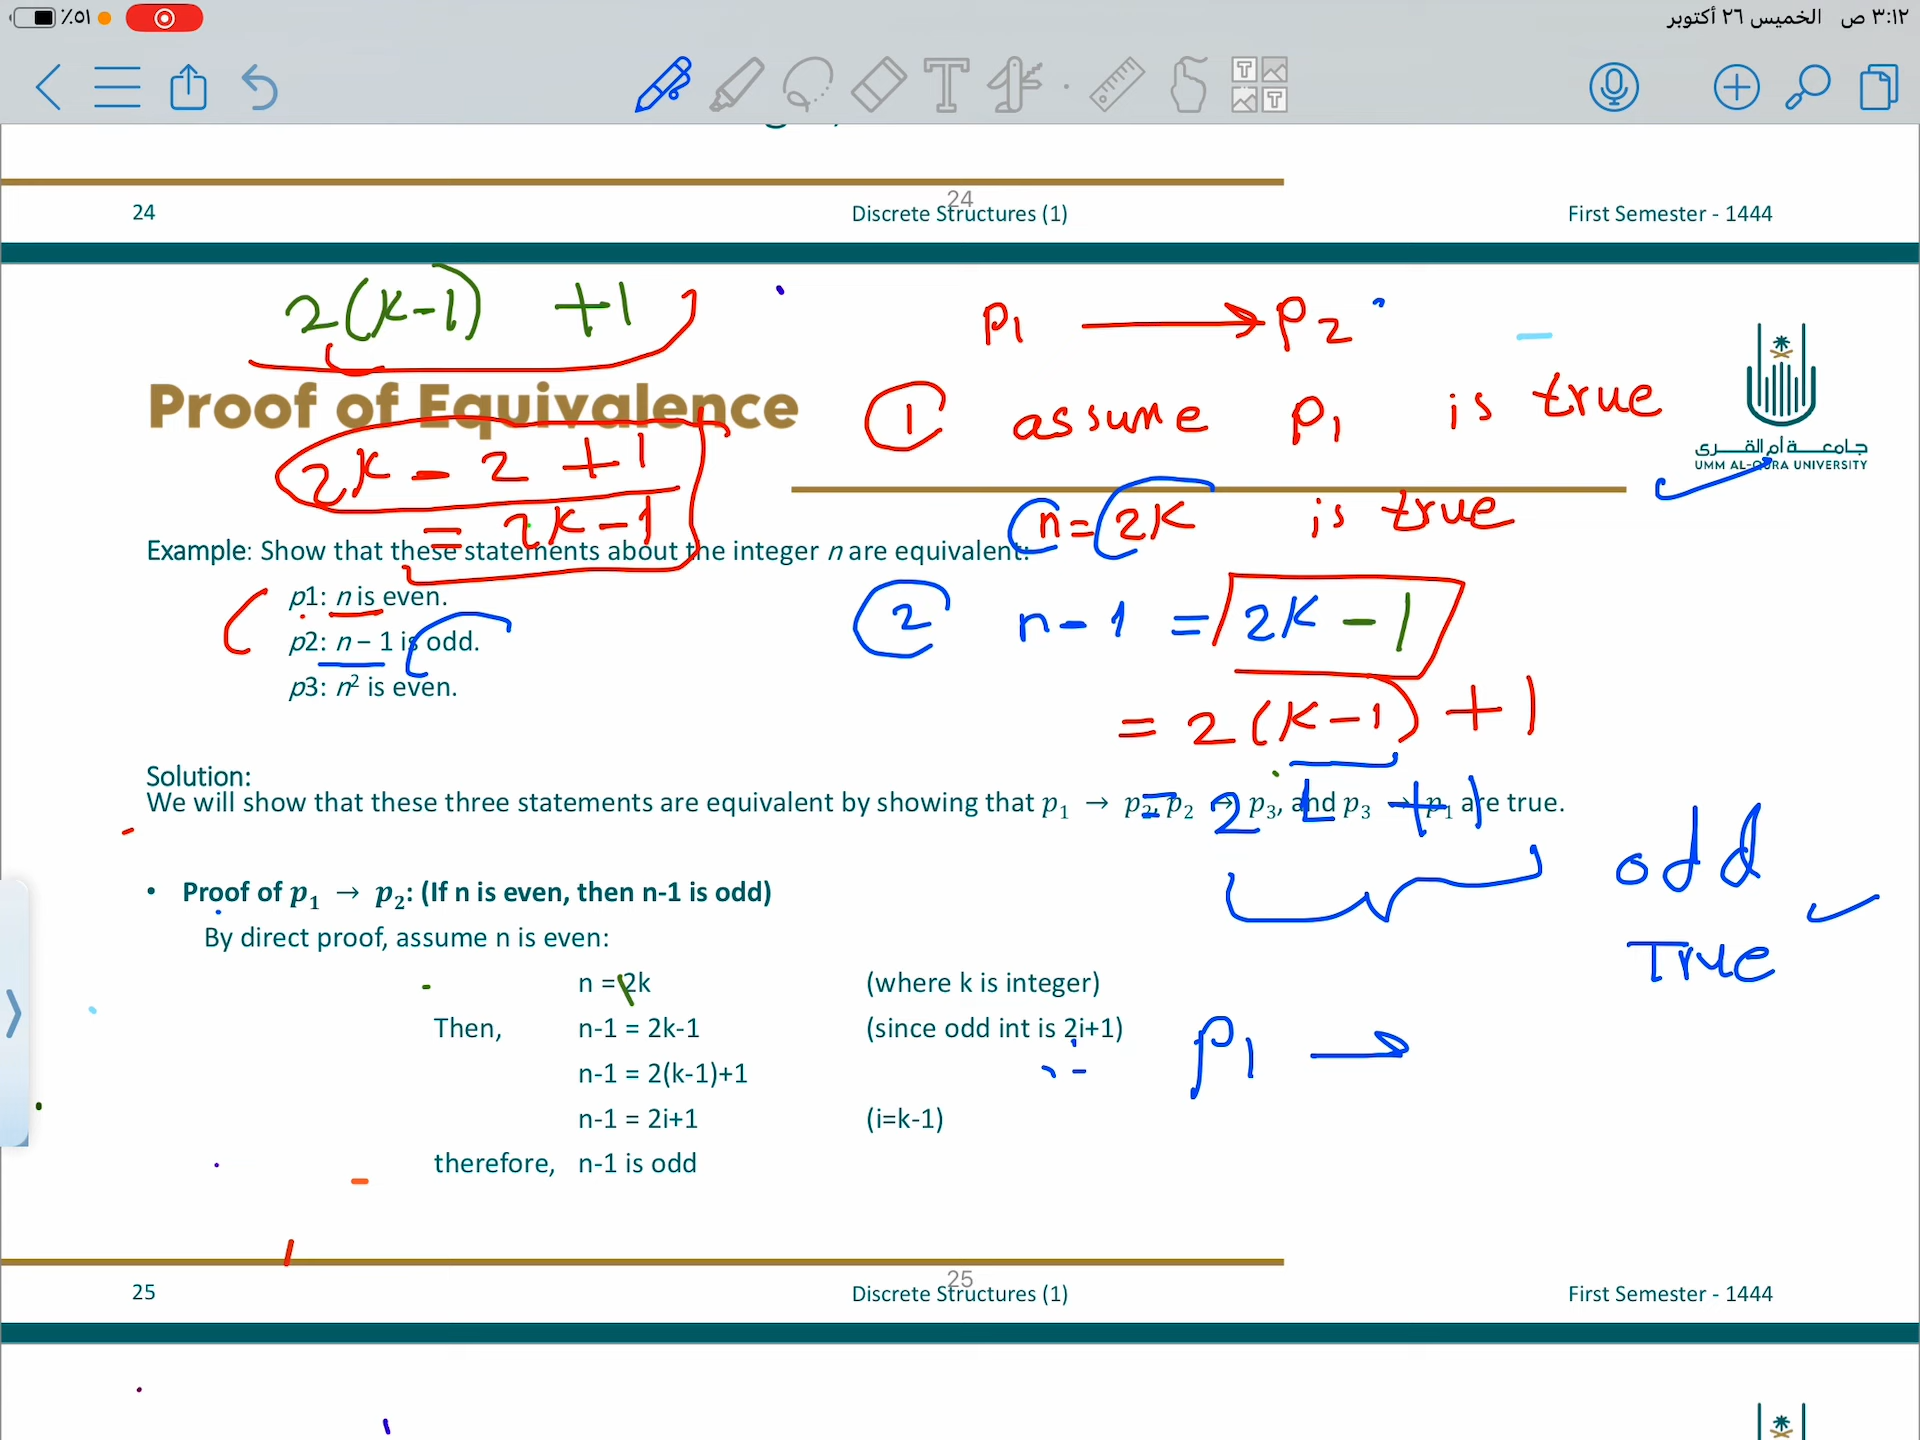 ٪٥١
٣:١٢ ص الخميس ٢٦ أكتوبر
24
24
Discrete Structures (1)
First Semester - 1444
2(k-1) +1
P1 → P2
Proof of Equivalence
① assume P1 is true
جامعة أم القرى
UMM AL-QURA UNIVERSITY
2k - 2 + 1
= 2k-1
n = 2k is true
Example: Show that these statements about the integer n are equivalent:
p1: n is even.
p2: n − 1 is odd.
p3: n² is even.
② n - 1 = 2k - 1
= 2(k-1) + 1
Solution:
We will show that these three statements are equivalent by showing that p₁ → p₂, p₂ → p₃, and p₃ → p₁ are true.
= 2 L + 1
odd
True
• Proof of p₁ → p₂: (If n is even, then n-1 is odd)
By direct proof, assume n is even:
n = 2k (where k is integer)
Then, n-1 = 2k-1 (since odd int is 2i+1)
n-1 = 2(k-1)+1
n-1 = 2i+1 (i=k-1)
therefore, n-1 is odd
∴ P1 →
25
25
Discrete Structures (1)
First Semester - 1444